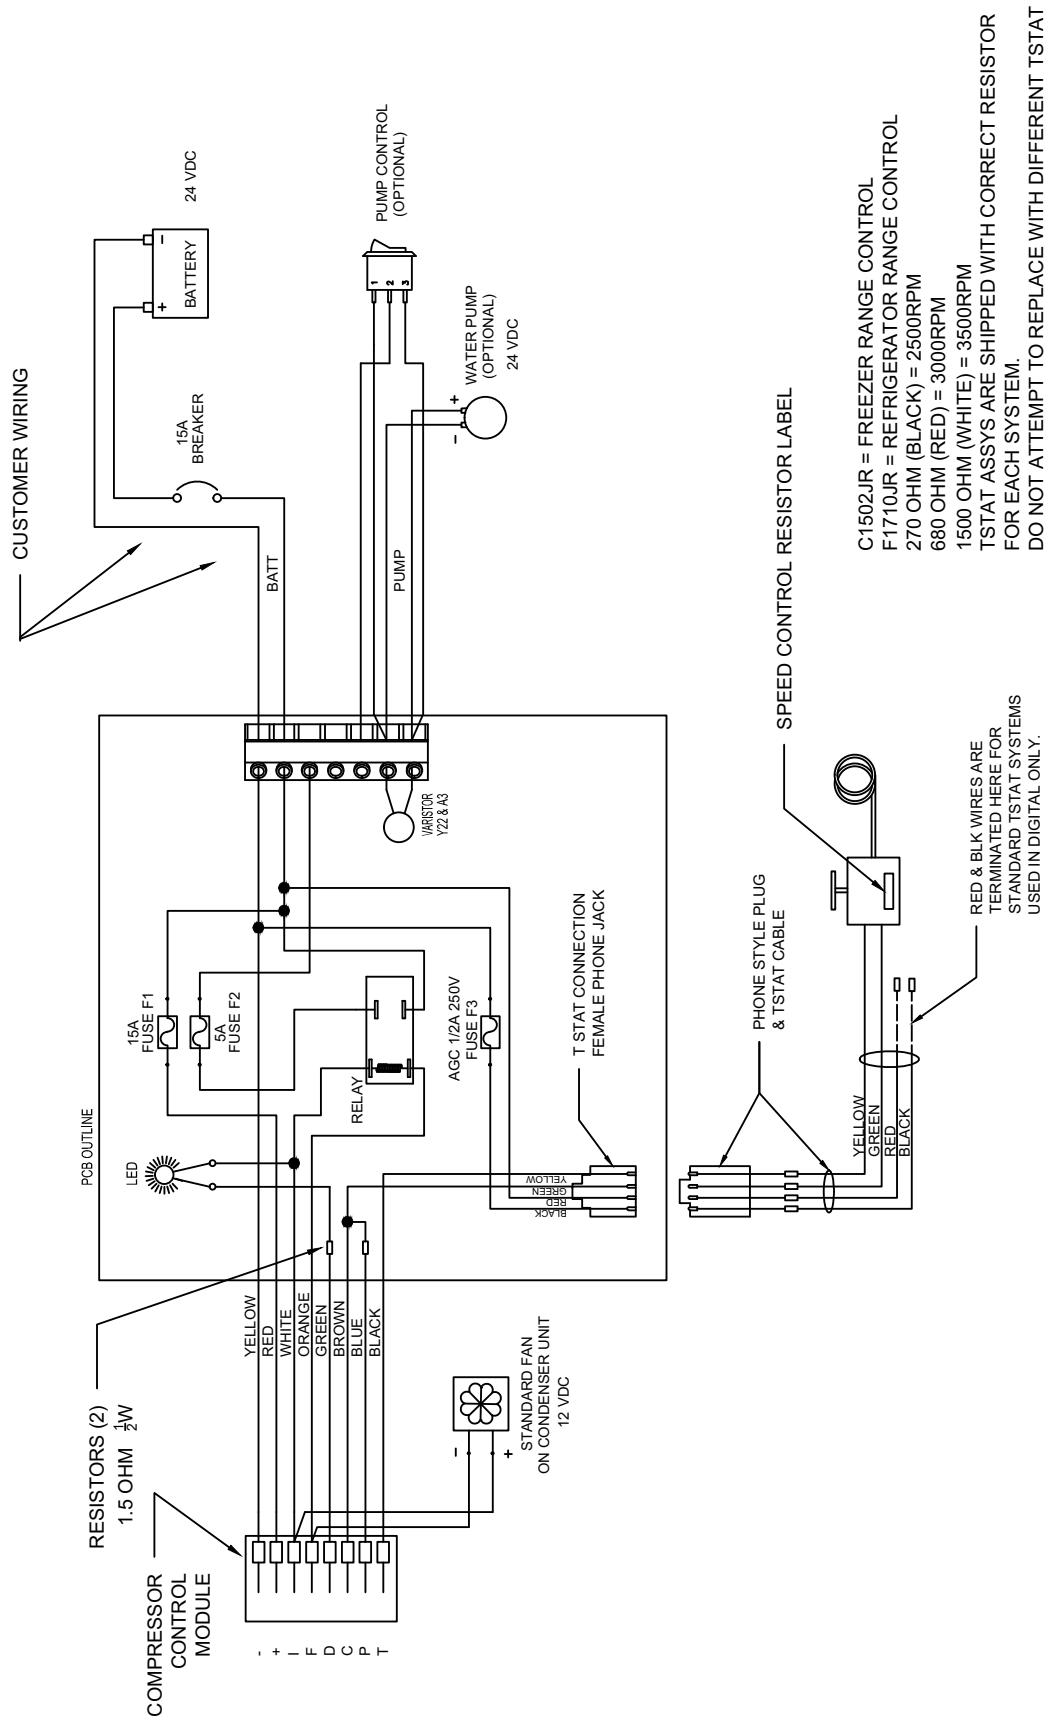 CUSTOMER WIRING
24 VDC
BATTERY
+
-
15A
BREAKER
BATT
PUMP CONTROL
(OPTIONAL)
1
2
3
WATER PUMP
(OPTIONAL)
24 VDC
-
+
PUMP
PCB OUTLINE
LED
15A
FUSE F1
5A
FUSE F2
RELAY
AGC 1/2A 250V
FUSE F3
VARISTOR
Y22 & A3
T STAT CONNECTION
FEMALE PHONE JACK
YELLOW
GREEN
RED
BLACK
RESISTORS (2)
1.5 OHM ½W
COMPRESSOR
CONTROL
MODULE
-
+
I
F
D
C
P
T
YELLOW
RED
WHITE
ORANGE
GREEN
BROWN
BLUE
BLACK
-
+
STANDARD FAN
ON CONDENSER UNIT
12 VDC
PHONE STYLE PLUG
& TSTAT CABLE
YELLOW
GREEN
RED
BLACK
SPEED CONTROL RESISTOR LABEL
RED & BLK WIRES ARE
TERMINATED HERE FOR
STANDARD TSTAT SYSTEMS
USED IN DIGITAL ONLY.
C1502JR = FREEZER RANGE CONTROL
F1710JR = REFRIGERATOR RANGE CONTROL
270 OHM (BLACK) = 2500RPM
680 OHM (RED) = 3000RPM
1500 OHM (WHITE) = 3500RPM
TSTAT ASSYS ARE SHIPPED WITH CORRECT RESISTOR
FOR EACH SYSTEM.
DO NOT ATTEMPT TO REPLACE WITH DIFFERENT TSTAT